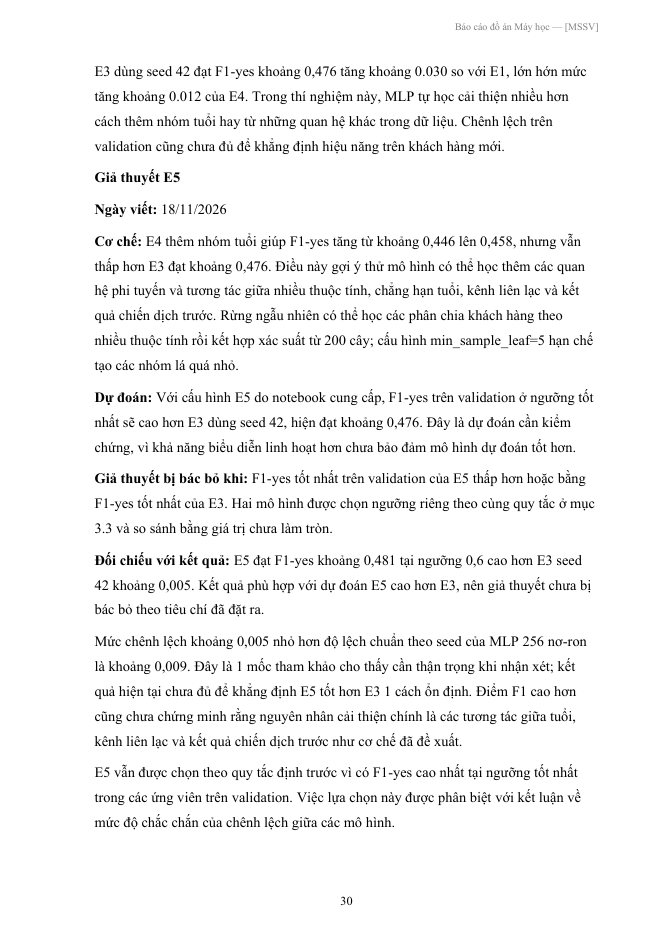 Báo cáo đồ án Máy học — [MSSV]
E3 dùng seed 42 đạt F1-yes khoảng 0,476 tăng khoảng 0.030 so với E1, lớn hớn mức
tăng khoảng 0.012 của E4. Trong thí nghiệm này, MLP tự học cải thiện nhiều hơn
cách thêm nhóm tuổi hay từ những quan hệ khác trong dữ liệu. Chênh lệch trên
validation cũng chưa đủ để khẳng định hiệu năng trên khách hàng mới.
Giả thuyết E5
Ngày viết: 18/11/2026
Cơ chế: E4 thêm nhóm tuổi giúp F1-yes tăng từ khoảng 0,446 lên 0,458, nhưng vẫn
thấp hơn E3 đạt khoảng 0,476. Điều này gợi ý thử mô hình có thể học thêm các quan
hệ phi tuyến và tương tác giữa nhiều thuộc tính, chẳng hạn tuổi, kênh liên lạc và kết
quả chiến dịch trước. Rừng ngẫu nhiên có thể học các phân chia khách hàng theo
nhiều thuộc tính rồi kết hợp xác suất từ 200 cây; cấu hình min_sample_leaf=5 hạn chế
tạo các nhóm lá quá nhỏ.
Dự đoán: Với cấu hình E5 do notebook cung cấp, F1-yes trên validation ở ngưỡng tốt
nhất sẽ cao hơn E3 dùng seed 42, hiện đạt khoảng 0,476. Đây là dự đoán cần kiểm
chứng, vì khả năng biểu diễn linh hoạt hơn chưa bảo đảm mô hình dự đoán tốt hơn.
Giả thuyết bị bác bỏ khi: F1-yes tốt nhất trên validation của E5 thấp hơn hoặc bằng
F1-yes tốt nhất của E3. Hai mô hình được chọn ngưỡng riêng theo cùng quy tắc ở mục
3.3 và so sánh bằng giá trị chưa làm tròn.
Đối chiếu với kết quả: E5 đạt F1-yes khoảng 0,481 tại ngưỡng 0,6 cao hơn E3 seed
42 khoảng 0,005. Kết quả phù hợp với dự đoán E5 cao hơn E3, nên giả thuyết chưa bị
bác bỏ theo tiêu chí đã đặt ra.
Mức chênh lệch khoảng 0,005 nhỏ hơn độ lệch chuẩn theo seed của MLP 256 nơ-ron
là khoảng 0,009. Đây là 1 mốc tham khảo cho thấy cần thận trọng khi nhận xét; kết
quả hiện tại chưa đủ để khẳng định E5 tốt hơn E3 1 cách ổn định. Điểm F1 cao hơn
cũng chưa chứng minh rằng nguyên nhân cải thiện chính là các tương tác giữa tuổi,
kênh liên lạc và kết quả chiến dịch trước như cơ chế đã đề xuất.
E5 vẫn được chọn theo quy tắc định trước vì có F1-yes cao nhất tại ngưỡng tốt nhất
trong các ứng viên trên validation. Việc lựa chọn này được phân biệt với kết luận về
mức độ chắc chắn của chênh lệch giữa các mô hình.
30